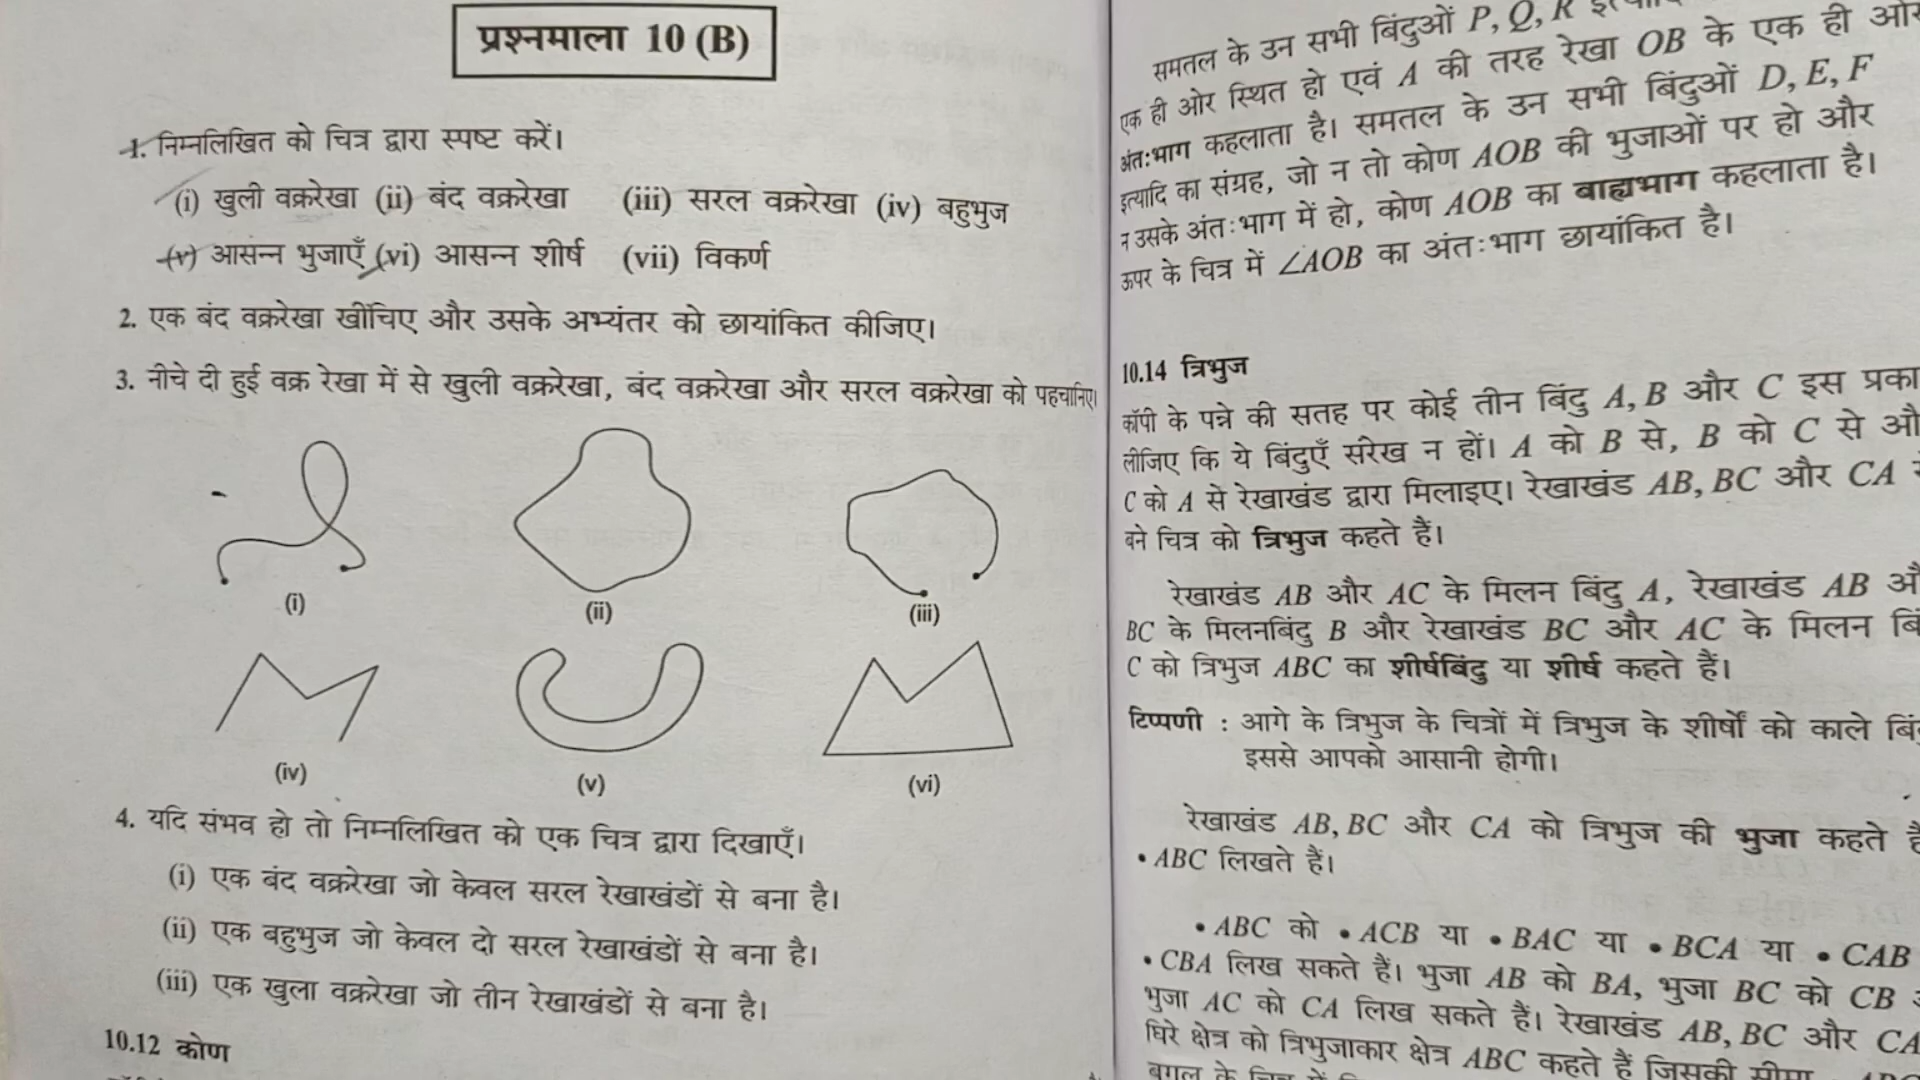 प्रश्नमाला 10 (B)
1. निम्नलिखित को चित्र द्वारा स्पष्ट करें।
(i) खुली वक्ररेखा (ii) बंद वक्ररेखा (iii) सरल वक्ररेखा (iv) बहुभुज
(v) आसन्न भुजाएँ (vi) आसन्न शीर्ष (vii) विकर्ण
2. एक बंद वक्ररेखा खींचिए और उसके अभ्यंतर को छायांकित कीजिए।
3. नीचे दी हुई वक्र रेखा में से खुली वक्ररेखा, बंद वक्ररेखा और सरल वक्ररेखा को पहचानिए।
(i) (ii) (iii)
(iv) (v) (vi)
4. यदि संभव हो तो निम्नलिखित को एक चित्र द्वारा दिखाएँ।
(i) एक बंद वक्ररेखा जो केवल सरल रेखाखंडों से बना है।
(ii) एक बहुभुज जो केवल दो सरल रेखाखंडों से बना है।
(iii) एक खुला वक्ररेखा जो तीन रेखाखंडों से बना है।
10.12 कोण
समतल के उन सभी बिंदुओं P, Q, R
एक ही ओर स्थित हो एवं A की तरह रेखा OB के एक ही ओर
अंतःभाग कहलाता है। समतल के उन सभी बिंदुओं D, E, F
इत्यादि का संग्रह, जो न तो कोण AOB की भुजाओं पर हो और
न उसके अंतःभाग में हो, कोण AOB का बाह्यभाग कहलाता है।
ऊपर के चित्र में ∠AOB का अंतःभाग छायांकित है।
10.14 त्रिभुज
कॉपी के पन्ने की सतह पर कोई तीन बिंदु A, B और C इस
लीजिए कि ये बिंदुएँ सरेख न हों। A को B से, B को C से
C को A से रेखाखंड द्वारा मिलाइए। रेखाखंड AB, BC और CA
बने चित्र को त्रिभुज कहते हैं।
रेखाखंड AB और AC के मिलन बिंदु A, रेखाखंड AB
BC के मिलनबिंदु B और रेखाखंड BC और AC के मिलन
C को त्रिभुज ABC का शीर्षबिंदु या शीर्ष कहते हैं।
टिप्पणी : आगे के त्रिभुज के चित्रों में त्रिभुज के शीर्षों को काले
इससे आपको आसानी होगी।
रेखाखंड AB, BC और CA को त्रिभुज की भुजा कहते
• ABC लिखते हैं।
• ABC को • ACB या • BAC या • BCA या • CAB
• CBA लिख सकते हैं। भुजा AB को BA, भुजा BC को CB
भुजा AC को CA लिख सकते हैं। रेखाखंड AB, BC और CA
घिरे क्षेत्र को त्रिभुजाकार क्षेत्र ABC कहते हैं जिसकी सीमा